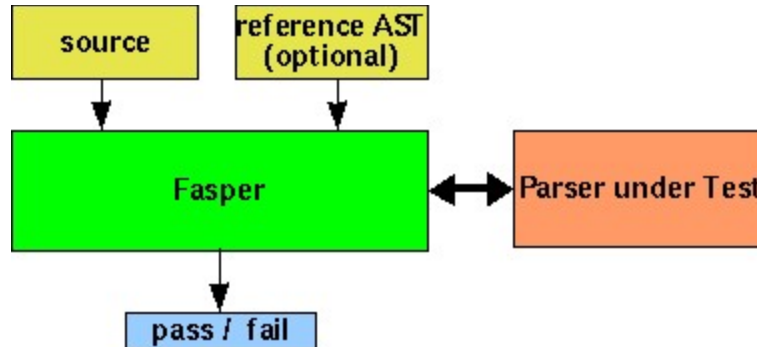 source
reference AST
(optional)
Fasper
Parser under Test
pass / fail